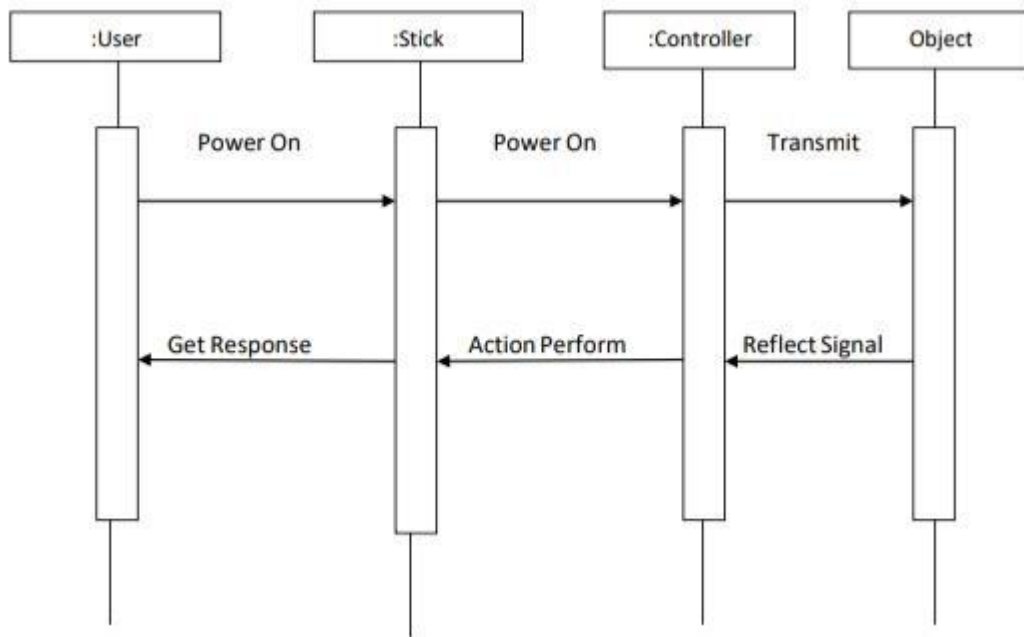 :User
:Stick
:Controller
Object
Power On
Power On
Transmit
Get Response
Action Perform
Reflect Signal